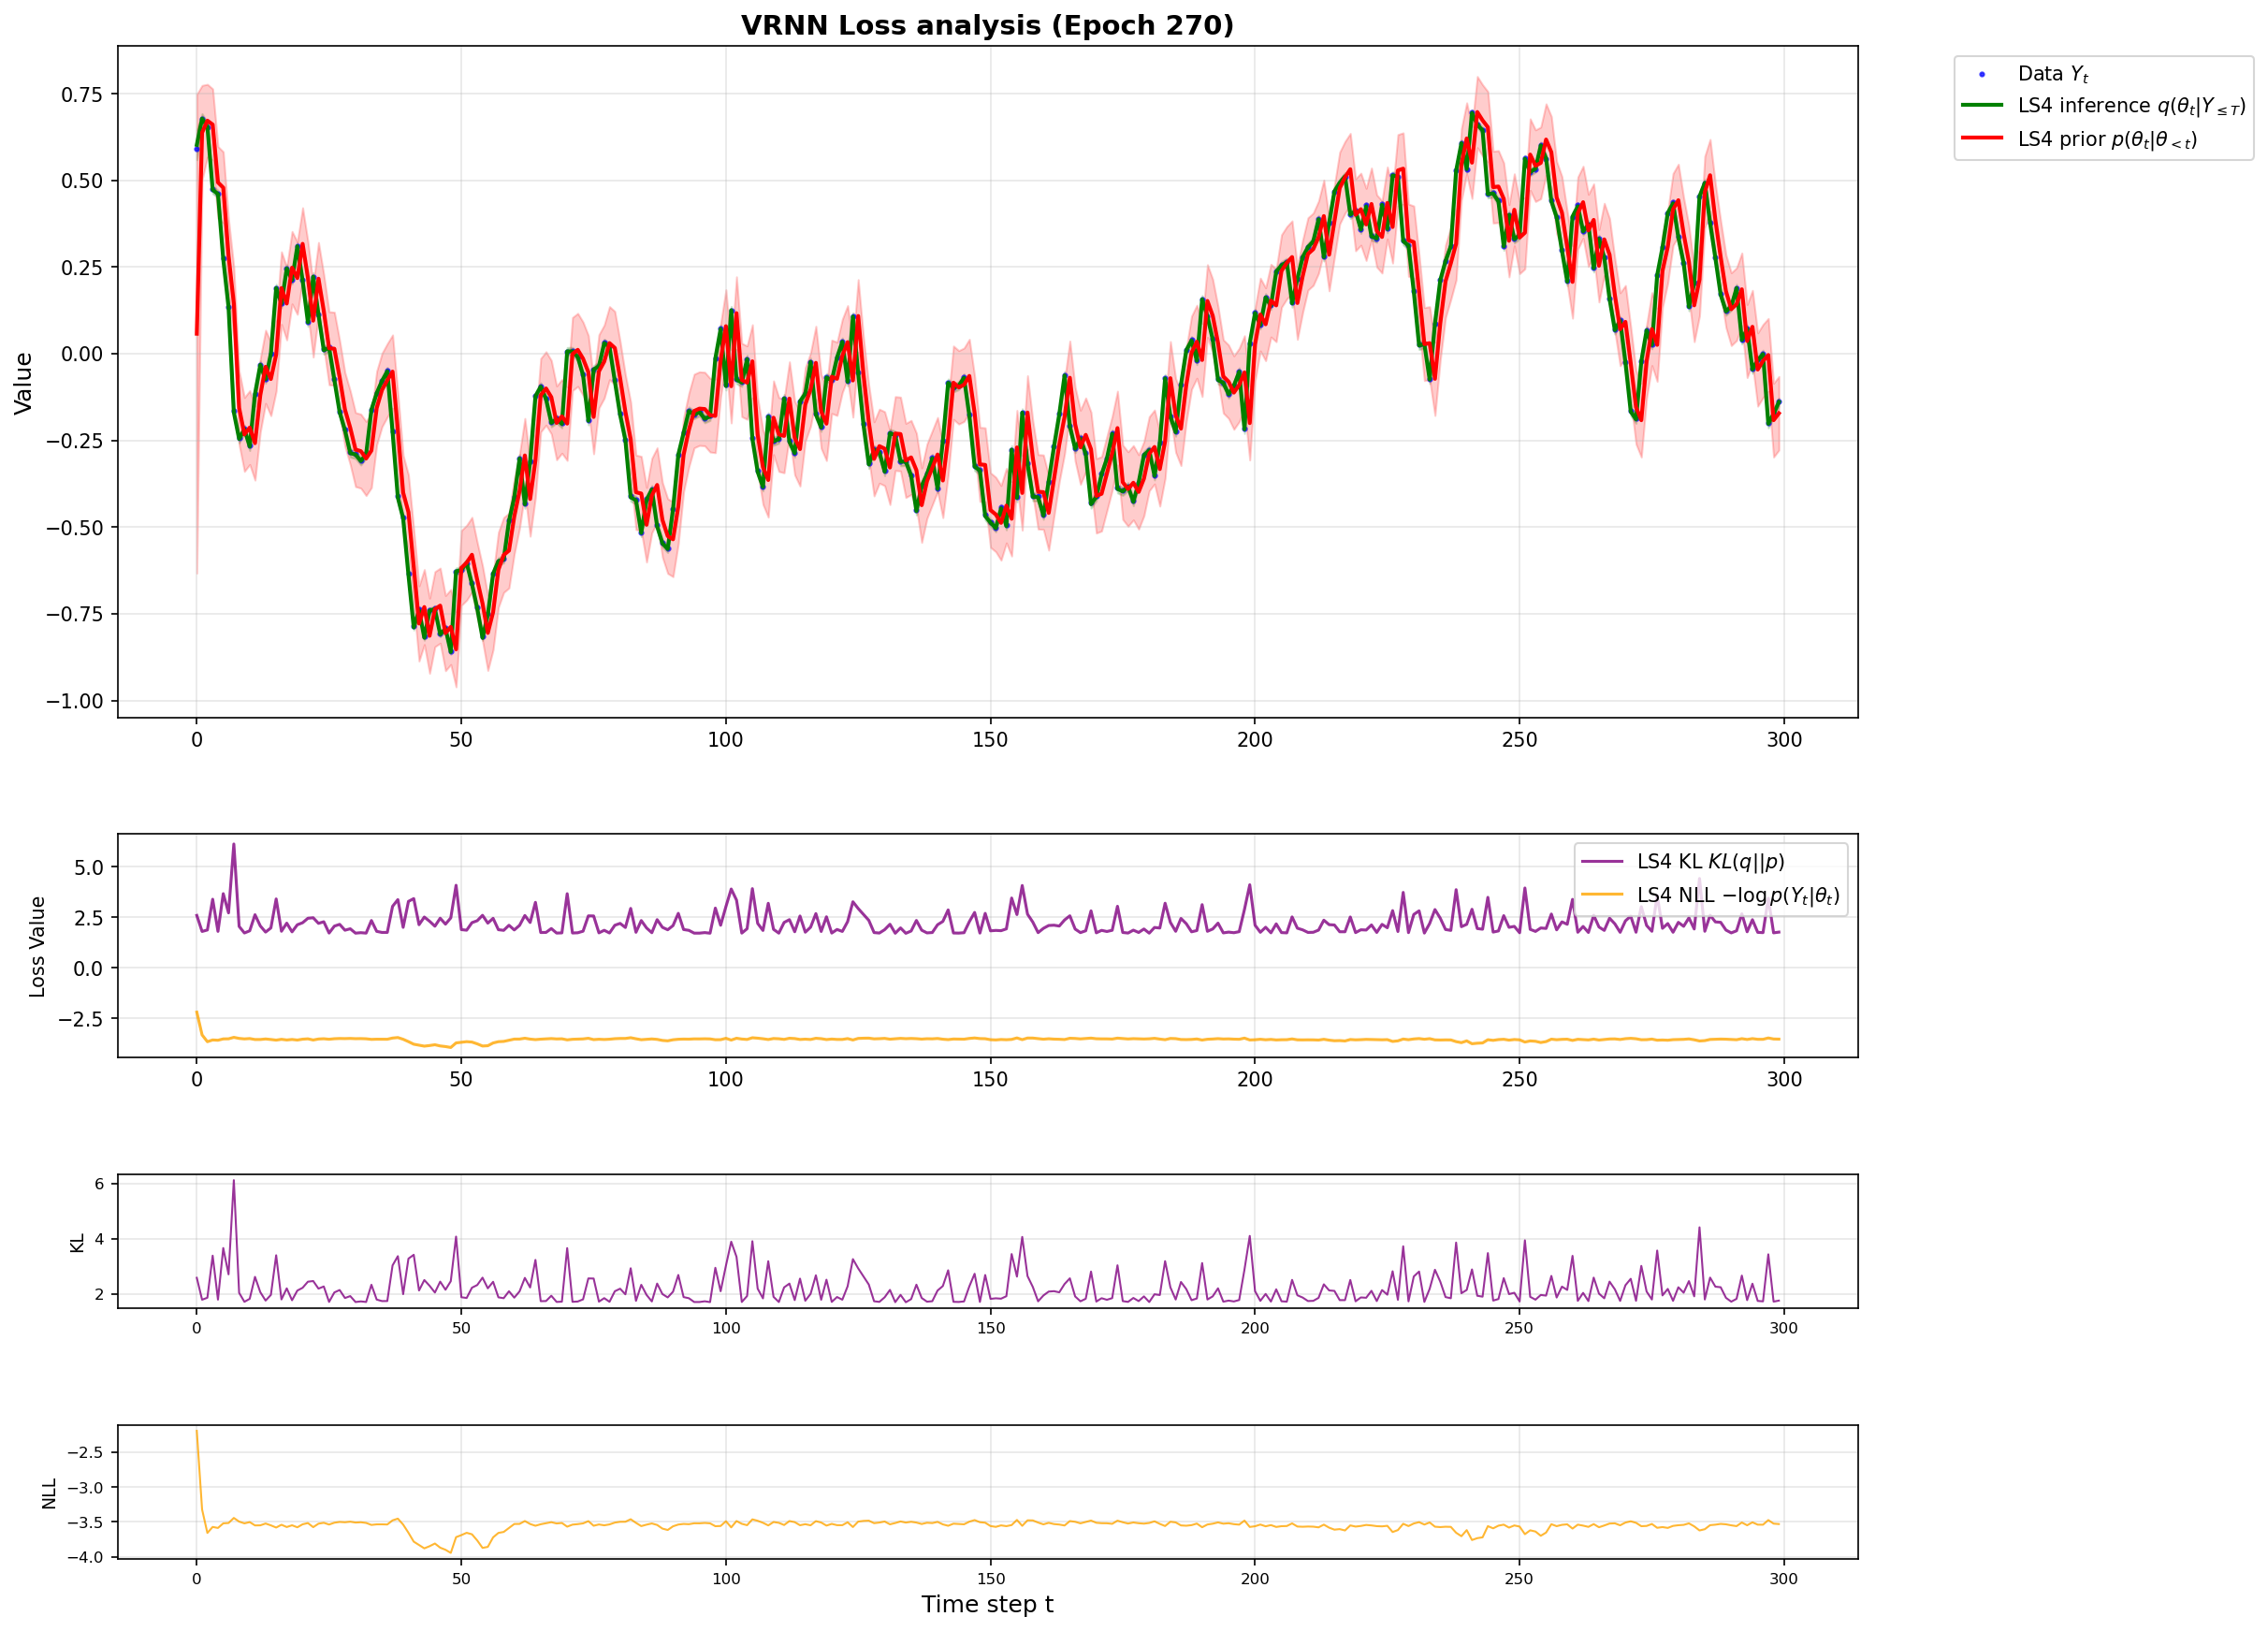 VRNN Loss analysis (Epoch 270)
Value
0.75
0.50
0.25
0.00
−0.25
−0.50
−0.75
−1.00
0 50 100 150 200 250 300
Data Yₜ
LS4 inference q(θₜ|Y≤T)
LS4 prior p(θₜ|θ<t)
Loss Value
5.0
2.5
0.0
−2.5
0 50 100 150 200 250 300
LS4 KL KL(q||p)
LS4 NLL −log p(Yₜ|θₜ)
KL
6
4
2
0 50 100 150 200 250 300
NLL
−2.5
−3.0
−3.5
−4.0
0 50 100 150 200 250 300
Time step t